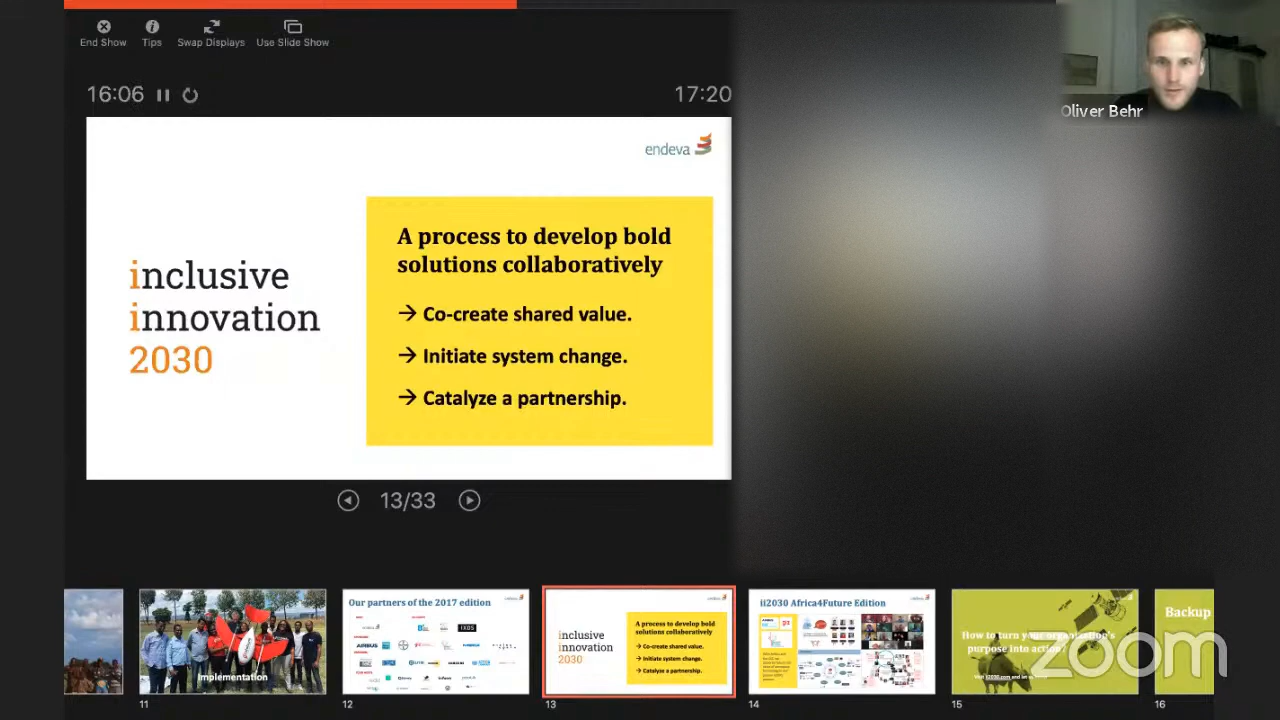 End Show
Tips
Swap Displays
Use Slide Show
16:06
17:20
Oliver Behr
endeva
inclusive
innovation
2030
A process to develop bold
solutions collaboratively
→ Co-create shared value.
→ Initiate system change.
→ Catalyze a partnership.
13/33
Implementation
Our partners of the 2017 edition
AIRBUS
inclusive
innovation
2030
A process to develop bold
solutions collaboratively
→ Co-create shared value.
→ Initiate system change.
→ Catalyze a partnership.
ii2030 Africa4Future Edition
How to turn your organization's
purpose into action?
Backup
zoom
11
12
13
14
15
16